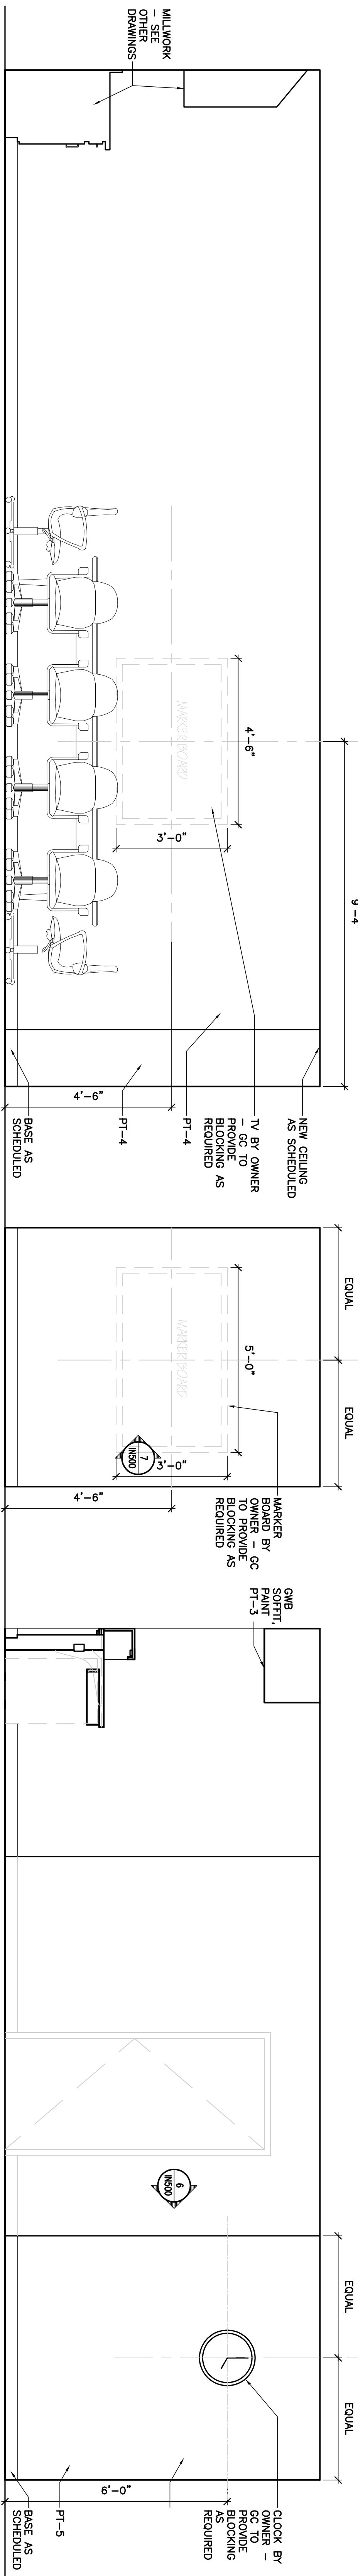 MILLWORK
– SEE
OTHER
DRAWINGS
MARKERBOARD
4'-6"
3'-0"
9'-4
4'-6"
NEW CEILING
AS SCHEDULED
TV BY OWNER
– GC TO
PROVIDE
BLOCKING AS
REQUIRED
PT-4
PT-4
BASE AS
SCHEDULED
EQUAL
EQUAL
MARKERBOARD
5'-0"
3'-0"
7
IN500
4'-6"
MARKER
BOARD BY
OWNER – GC
TO PROVIDE
BLOCKING AS
REQUIRED
GWB
SOFFIT,
PAINT
PT-3
6
IN500
EQUAL
EQUAL
6'-0"
CLOCK BY
OWNER –
GC TO
PROVIDE
BLOCKING
AS
REQUIRED
PT-5
BASE AS
SCHEDULED